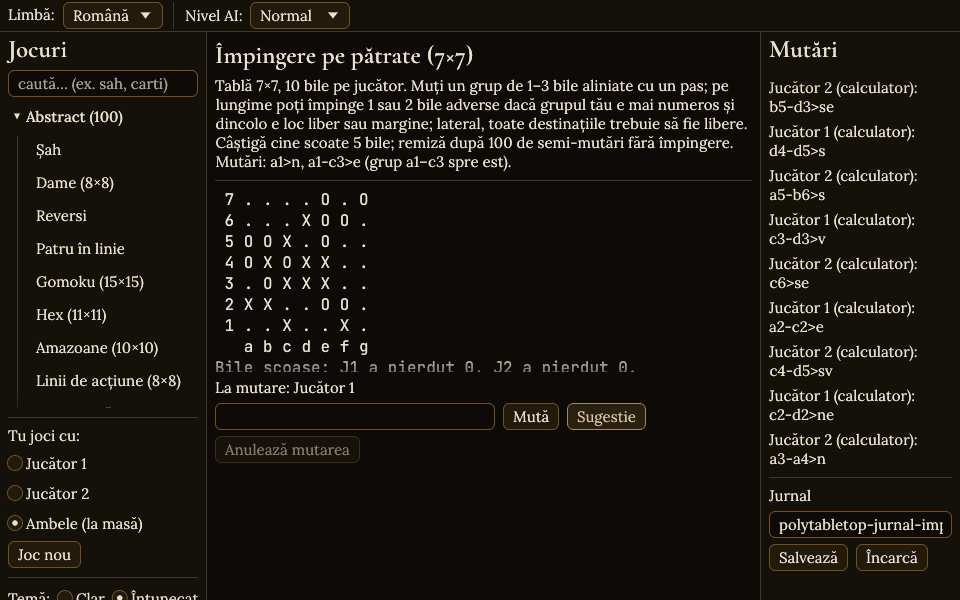 Limbă: Română ▼ Nivel AI: Normal ▼
Jocuri
caută... (ex. sah, carti)
▼ Abstract (100)
Șah
Dame (8×8)
Reversi
Patru în linie
Gomoku (15×15)
Hex (11×11)
Amazoane (10×10)
Linii de acțiune (8×8)
Tu joci cu:
Jucător 1
Jucător 2
Ambele (la masă)
Joc nou
Temă: Clar Întunecat
Împingere pe pătrate (7×7)
Tablă 7×7, 10 bile pe jucător. Muți un grup de 1–3 bile aliniate cu un pas; pe
lungime poți împinge 1 sau 2 bile adverse dacă grupul tău e mai numeros și
dincolo e loc liber sau margine; lateral, toate destinațiile trebuie să fie libere.
Câștigă cine scoate 5 bile; remiză după 100 de semi-mutări fără împingere.
Mutări: a1>n, a1-c3>e (grup a1–c3 spre est).
7 . . . . O . O
6 . . . X O O .
5 O O X . O . .
4 O X O X X . .
3 . O X X X . .
2 X X . . O O .
1 . . X . . X .
a b c d e f g
Bile scoase: J1 a pierdut 0, J2 a pierdut 0.
La mutare: Jucător 1
Mută Sugestie
Anulează mutarea
Mutări
Jucător 2 (calculator):
b5-d3>se
Jucător 1 (calculator):
d4-d5>s
Jucător 2 (calculator):
a5-b6>s
Jucător 1 (calculator):
c3-d3>v
Jucător 2 (calculator):
c6>se
Jucător 1 (calculator):
a2-c2>e
Jucător 2 (calculator):
c4-d5>sv
Jucător 1 (calculator):
c2-d2>ne
Jucător 2 (calculator):
a3-a4>n
Jurnal
polytabletop-jurnal-imp
Salvează Încarcă